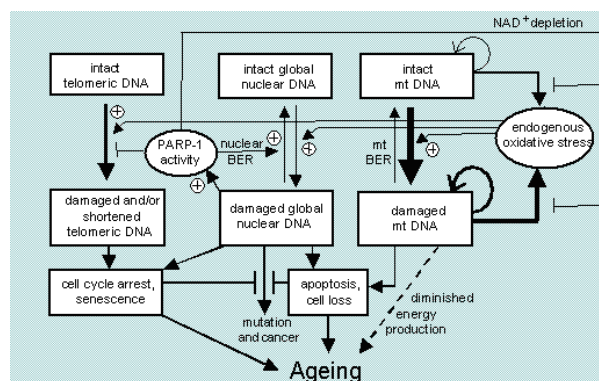 NAD+ depletion
intact
telomeric DNA
intact global
nuclear DNA
intact
mt DNA
+
PARP-1
activity
nuclear
BER
+
+
mt
BER
+
endogenous
oxidative stress
+
damaged and/or
shortened
telomeric DNA
damaged global
nuclear DNA
damaged
mt DNA
cell cycle arrest,
senescence
apoptosis,
cell loss
mutation
and cancer
diminished
energy
production
Ageing